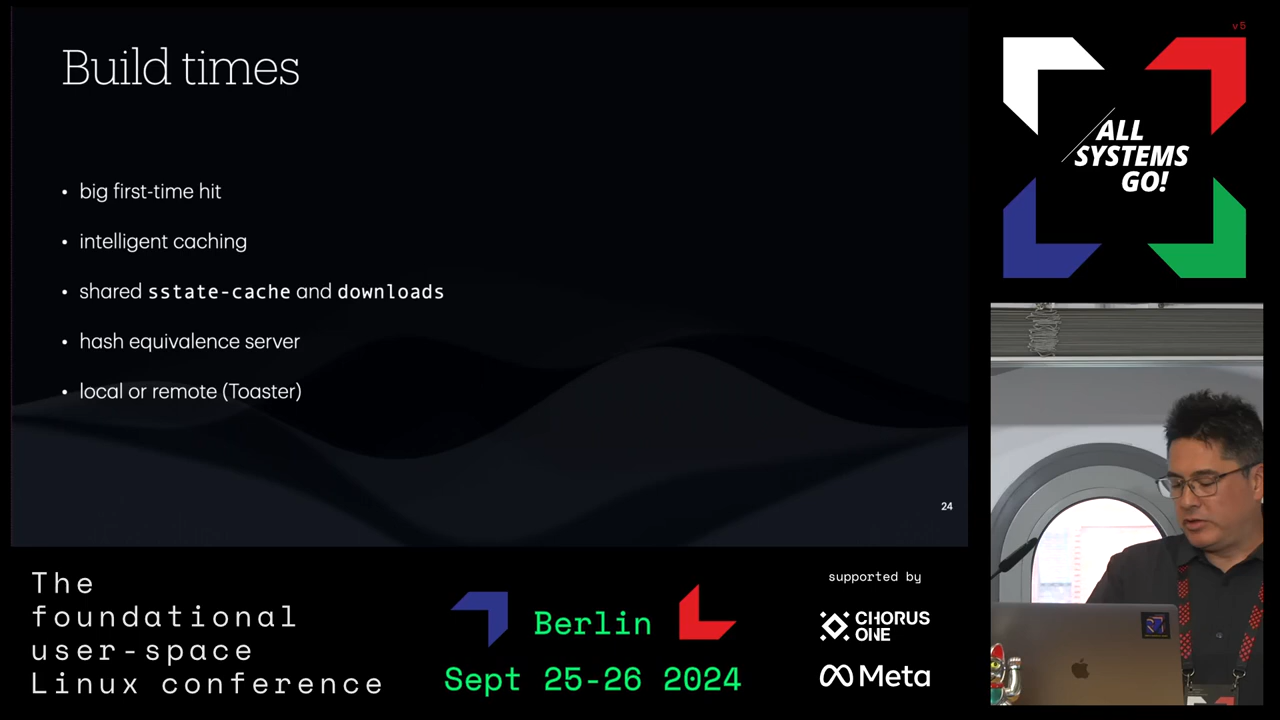 Build times
• big first-time hit
• intelligent caching
• shared sstate-cache and downloads
• hash equivalence server
• local or remote (Toaster)
24
v5
ALL
SYSTEMS
GO!
The
foundational
user-space
Linux conference
Berlin
Sept 25-26 2024
supported by
CHORUS
ONE
Meta